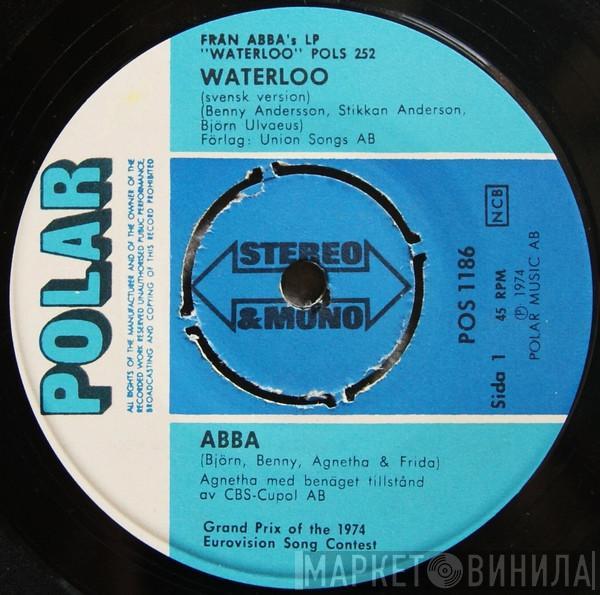 FRÅN ABBA's LP
"WATERLOO" POLS 252
WATERLOO
(svensk version)
(Benny Andersson, Stikkan Anderson,
Björn Ulvaeus)
Förlag: Union Songs AB
POLAR
ALL RIGHTS OF THE MANUFACTURER AND OF THE OWNER OF THE
RECORDED WORK RESERVED UNAUTHORISED PUBLIC PERFORMANCE,
BROADCASTING AND COPYING OF THIS RECORD PROHIBITED
STEREO
& MONO
NCB
POS 1186
Sida 1 45 RPM
Ⓟ 1974
POLAR MUSIC AB
ABBA
(Björn, Benny, Agnetha & Frida)
Agnetha med benäget tillstånd
av CBS-Cupol AB
Grand Prix of the 1974
Eurovision Song Contest
МАРКЕТ ВИНИЛА